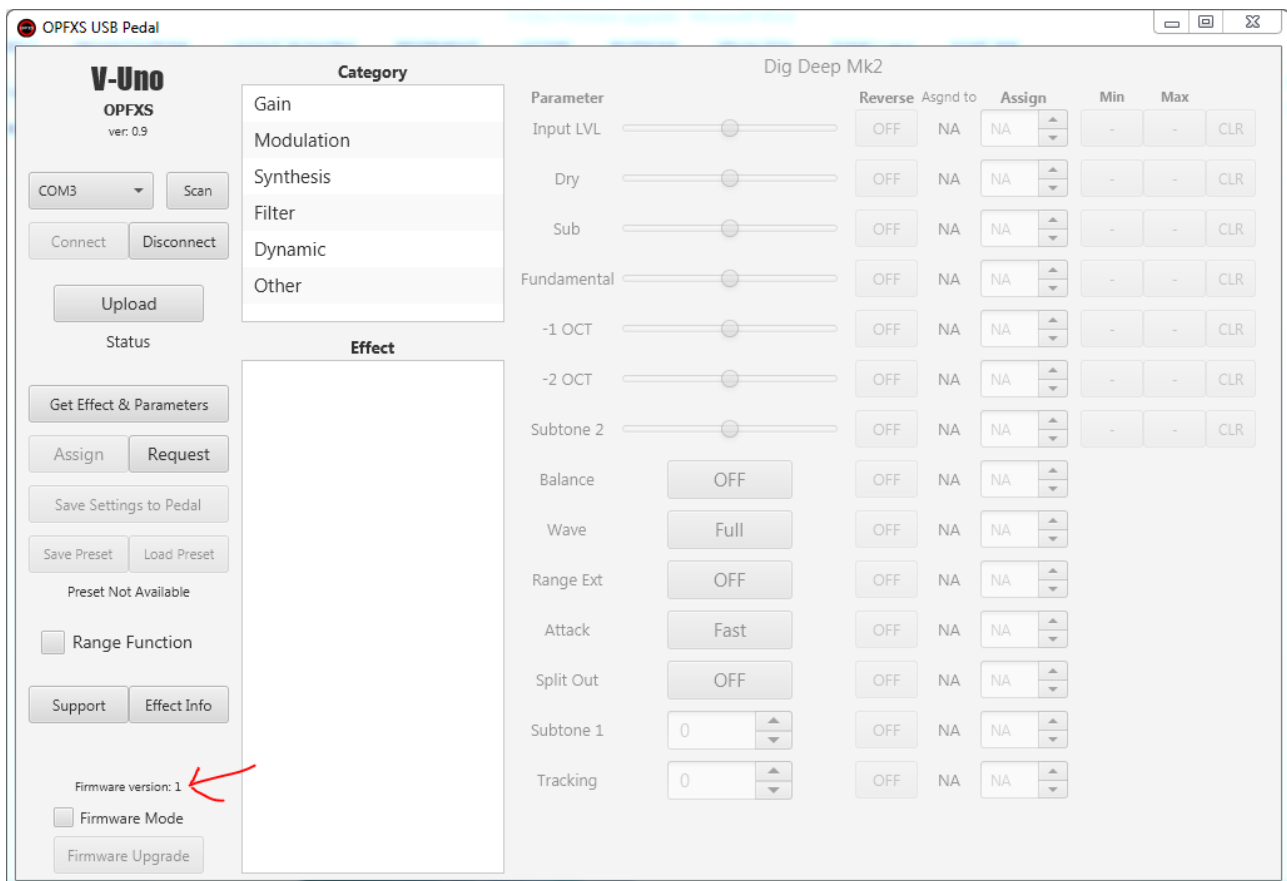 OPFXS USB Pedal
V-Uno
OPFXS
ver: 0.9
COM3 Scan
Connect Disconnect
Upload
Status
Get Effect & Parameters
Assign Request
Save Settings to Pedal
Save Preset Load Preset
Preset Not Available
Range Function
Support Effect Info
Firmware version: 1
Firmware Mode
Firmware Upgrade
Category
Gain
Modulation
Synthesis
Filter
Dynamic
Other
Effect
Dig Deep Mk2
Parameter Reverse Asgnd to Assign Min Max
Input LVL OFF NA NA - - CLR
Dry OFF NA NA - - CLR
Sub OFF NA NA - - CLR
Fundamental OFF NA NA - - CLR
-1 OCT OFF NA NA - - CLR
-2 OCT OFF NA NA - - CLR
Subtone 2 OFF NA NA - - CLR
Balance OFF OFF NA NA
Wave Full OFF NA NA
Range Ext OFF OFF NA NA
Attack Fast OFF NA NA
Split Out OFF OFF NA NA
Subtone 1 0 OFF NA NA
Tracking 0 OFF NA NA